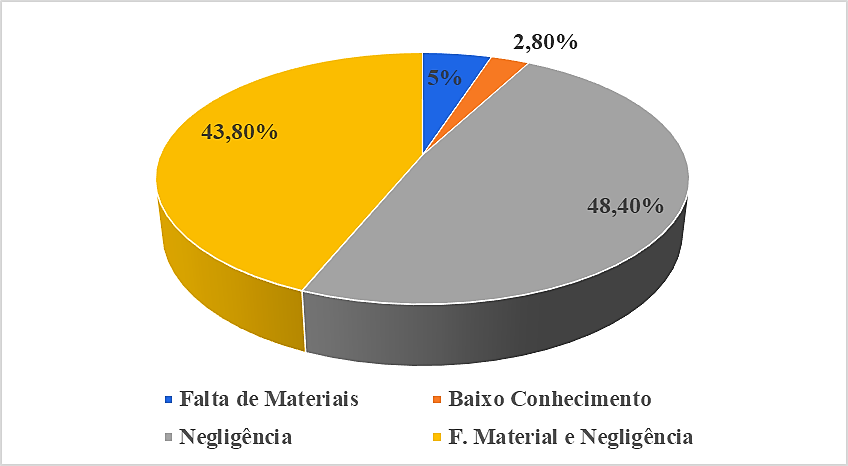 2,80%
5%
43,80%
48,40%
Falta de Materiais
Baixo Conhecimento
Negligência
F. Material e Negligência